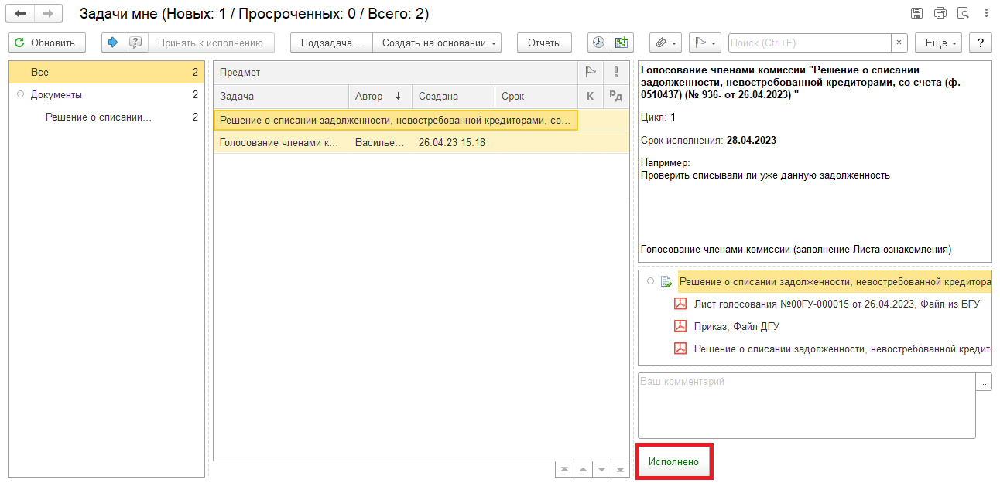 Задачи мне (Новых: 1 / Просроченных: 0 / Всего: 2)
Обновить
Принять к исполнению
Подзадача...
Создать на основании
Отчеты
Поиск (Ctrl+F)
×
Еще
?
Все 2
Документы 2
Решение о списании... 2
Предмет
Задача Автор ↓ Создана Срок К Рд
Решение о списании задолженности, невостребованной кредиторами, со...
Голосование членами к... Василье... 26.04.23 15:18
Голосование членами комиссии "Решение о списании
задолженности, невостребованной кредиторами, со счета (ф.
0510437) (№ 936- от 26.04.2023) "
Цикл: 1
Срок исполнения: 28.04.2023
Например:
Проверить списывали ли уже данную задолженность
Голосование членами комиссии (заполнение Листа ознакомления)
Решение о списании задолженности, невостребованной кредитора
Лист голосования №00ГУ-000015 от 26.04.2023, Файл из БГУ
Приказ, Файл ДГУ
Решение о списании задолженности, невостребованной кредит
Ваш комментарий
...
Исполнено